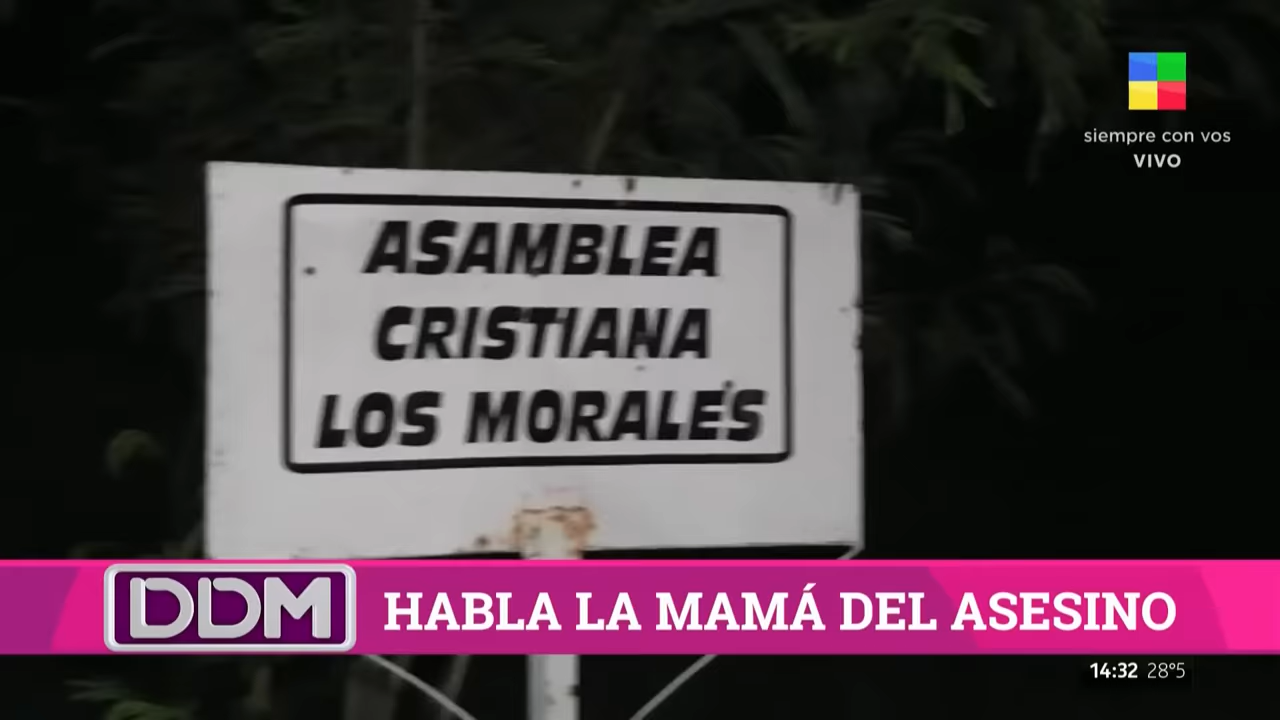 siempre con vos
VIVO
ASAMBLEA
CRISTIANA
LOS MORALES
DDM
HABLA LA MAMÁ DEL ASESINO
14:32 28°5